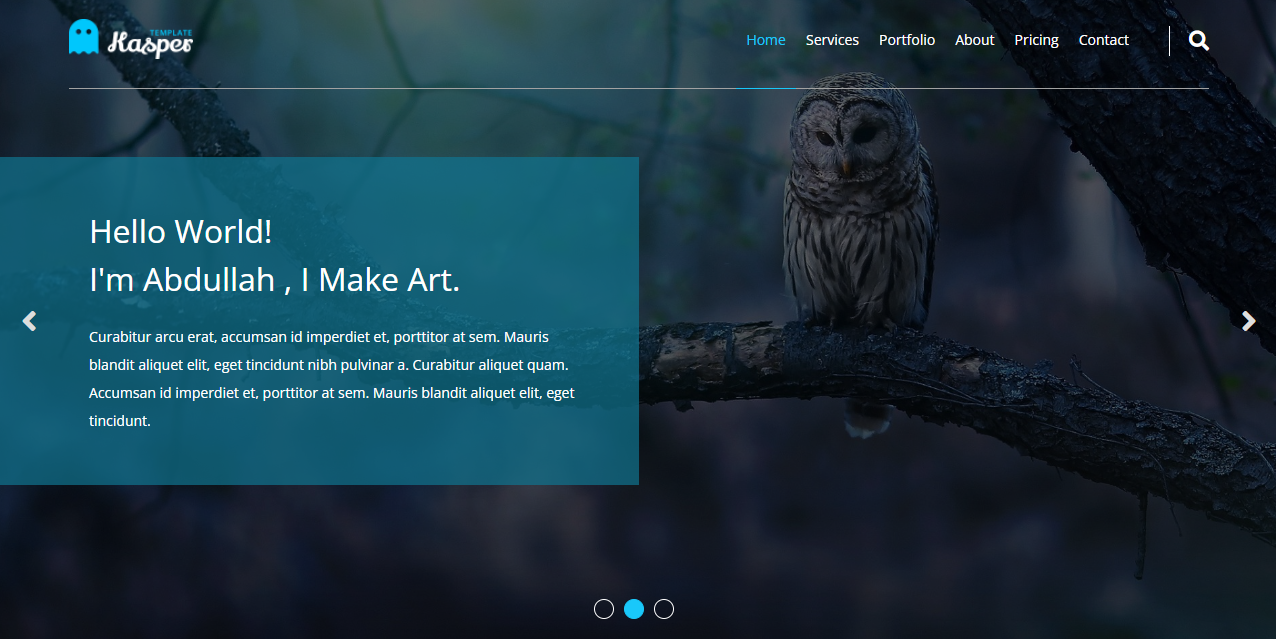 TEMPLATE
Kasper
Home Services Portfolio About Pricing Contact
Hello World!
I'm Abdullah , I Make Art.
Curabitur arcu erat, accumsan id imperdiet et, porttitor at sem. Mauris
blandit aliquet elit, eget tincidunt nibh pulvinar a. Curabitur aliquet quam.
Accumsan id imperdiet et, porttitor at sem. Mauris blandit aliquet elit, eget
tincidunt.